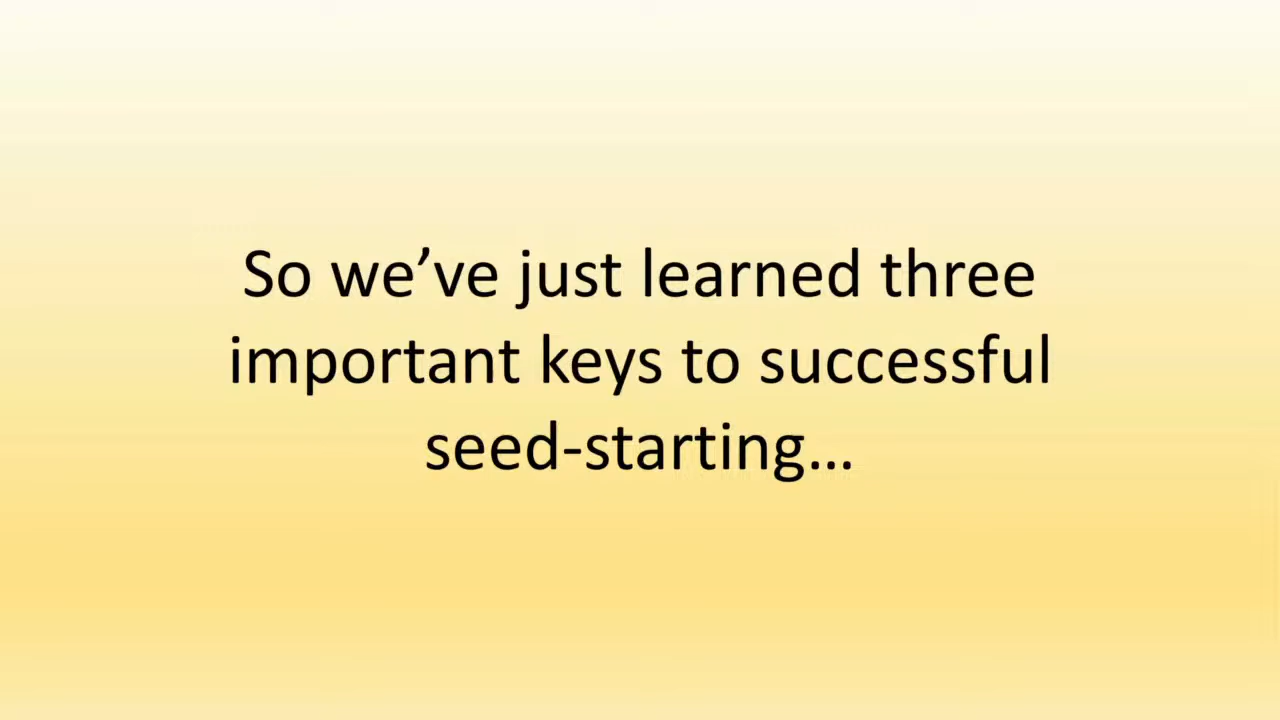 So we’ve just learned three
important keys to successful
seed-starting…